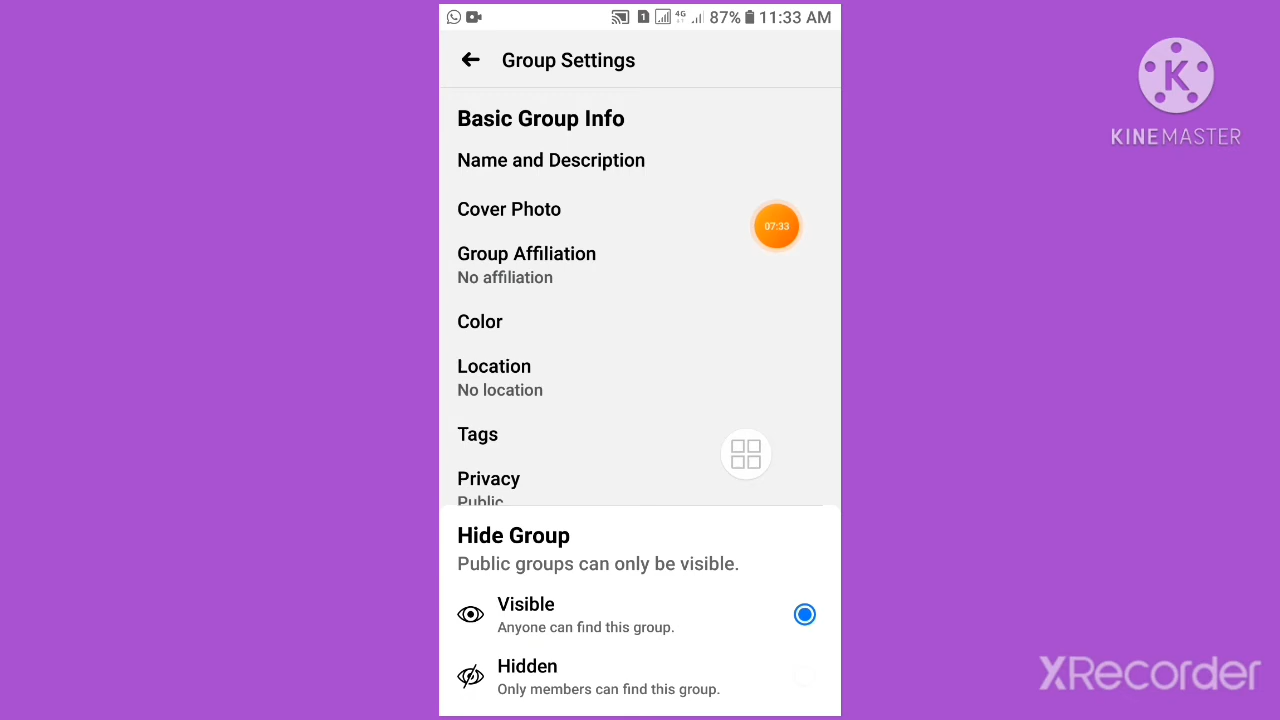 4G
87%
11:33 AM
Group Settings
Basic Group Info
Name and Description
Cover Photo
07:33
Group Affiliation
No affiliation
Color
Location
No location
Tags
Privacy
Public
Hide Group
Public groups can only be visible.
Visible
Anyone can find this group.
Hidden
Only members can find this group.
K
KINEMASTER
XRecorder